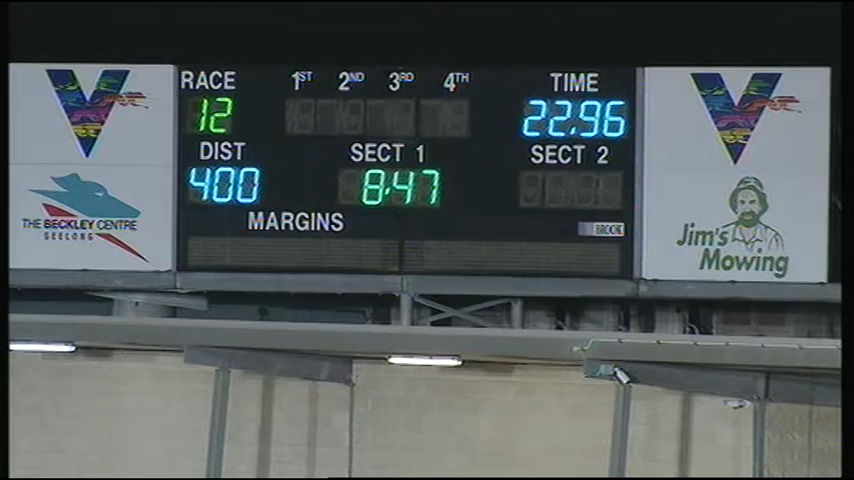 RACE 1ST 2ND 3RD 4TH TIME
12 22.96
DIST SECT 1 SECT 2
400 8.47
MARGINS
BROOK
THE BECKLEY CENTRE
GEELONG
Jim's
Mowing